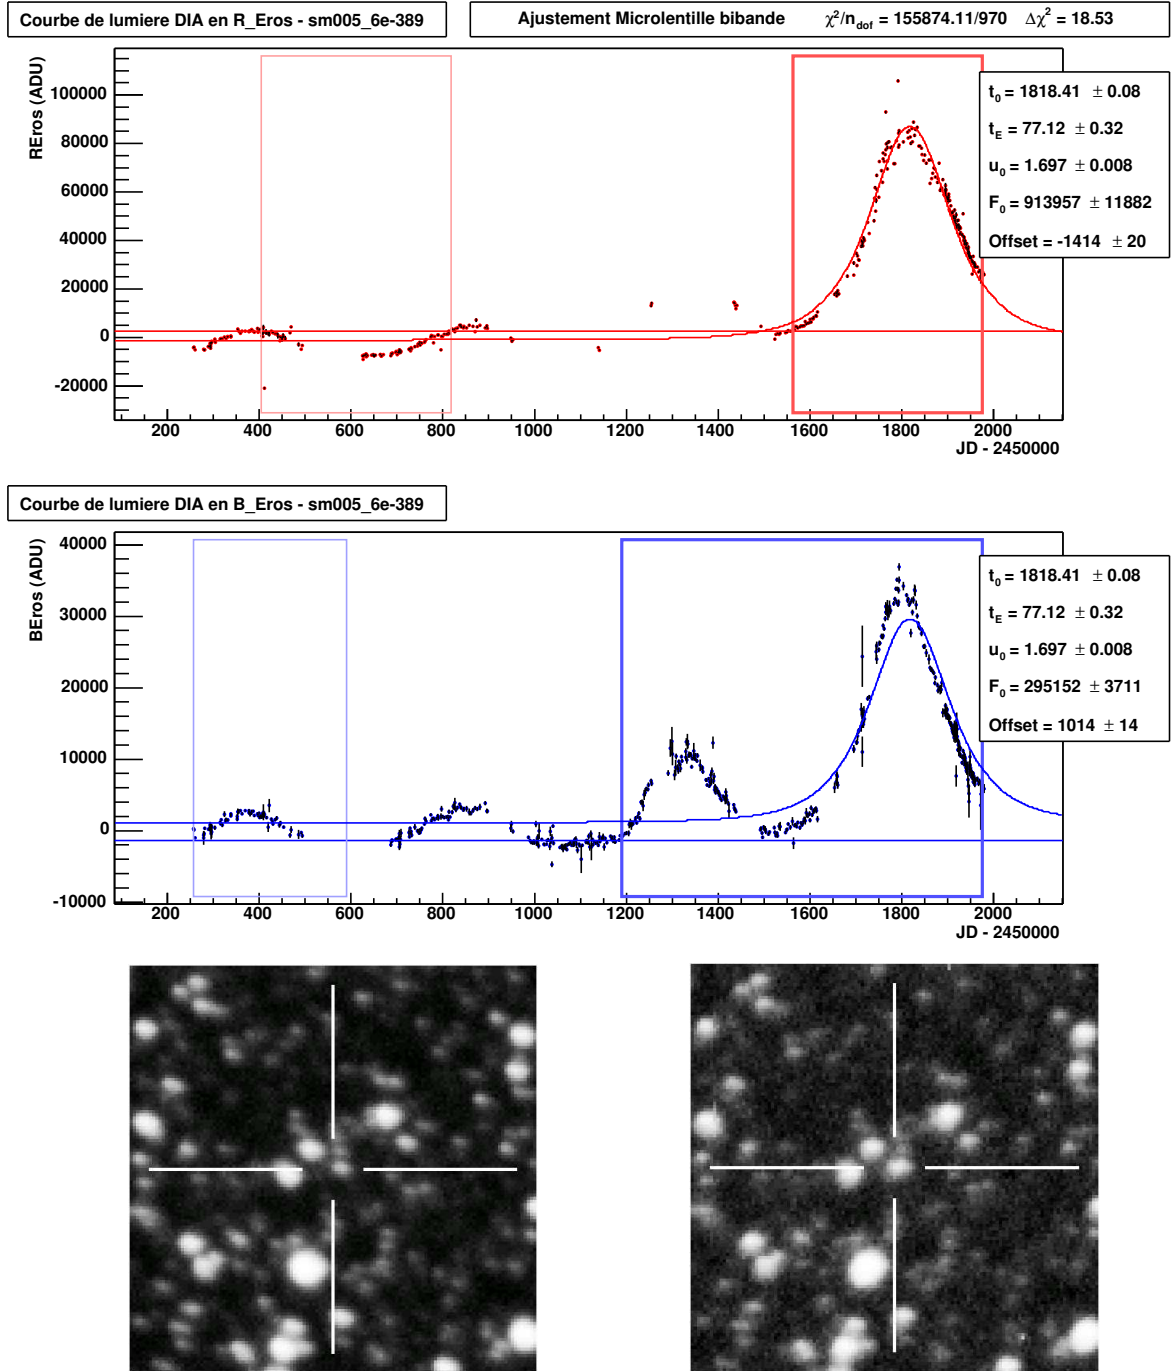 Courbe de lumiere DIA en R_Eros - sm005_6e-389
Ajustement Microlentille bibande χ²/n_dof = 155874.11/970 Δχ² = 18.53
REros (ADU)
100000
80000
60000
40000
20000
0
-20000
t₀ = 1818.41 ± 0.08
t_E = 77.12 ± 0.32
u₀ = 1.697 ± 0.008
F₀ = 913957 ± 11882
Offset = -1414 ± 20
200 400 600 800 1000 1200 1400 1600 1800 2000
JD - 2450000
Courbe de lumiere DIA en B_Eros - sm005_6e-389
BEros (ADU)
40000
30000
20000
10000
0
-10000
t₀ = 1818.41 ± 0.08
t_E = 77.12 ± 0.32
u₀ = 1.697 ± 0.008
F₀ = 295152 ± 3711
Offset = 1014 ± 14
200 400 600 800 1000 1200 1400 1600 1800 2000
JD - 2450000